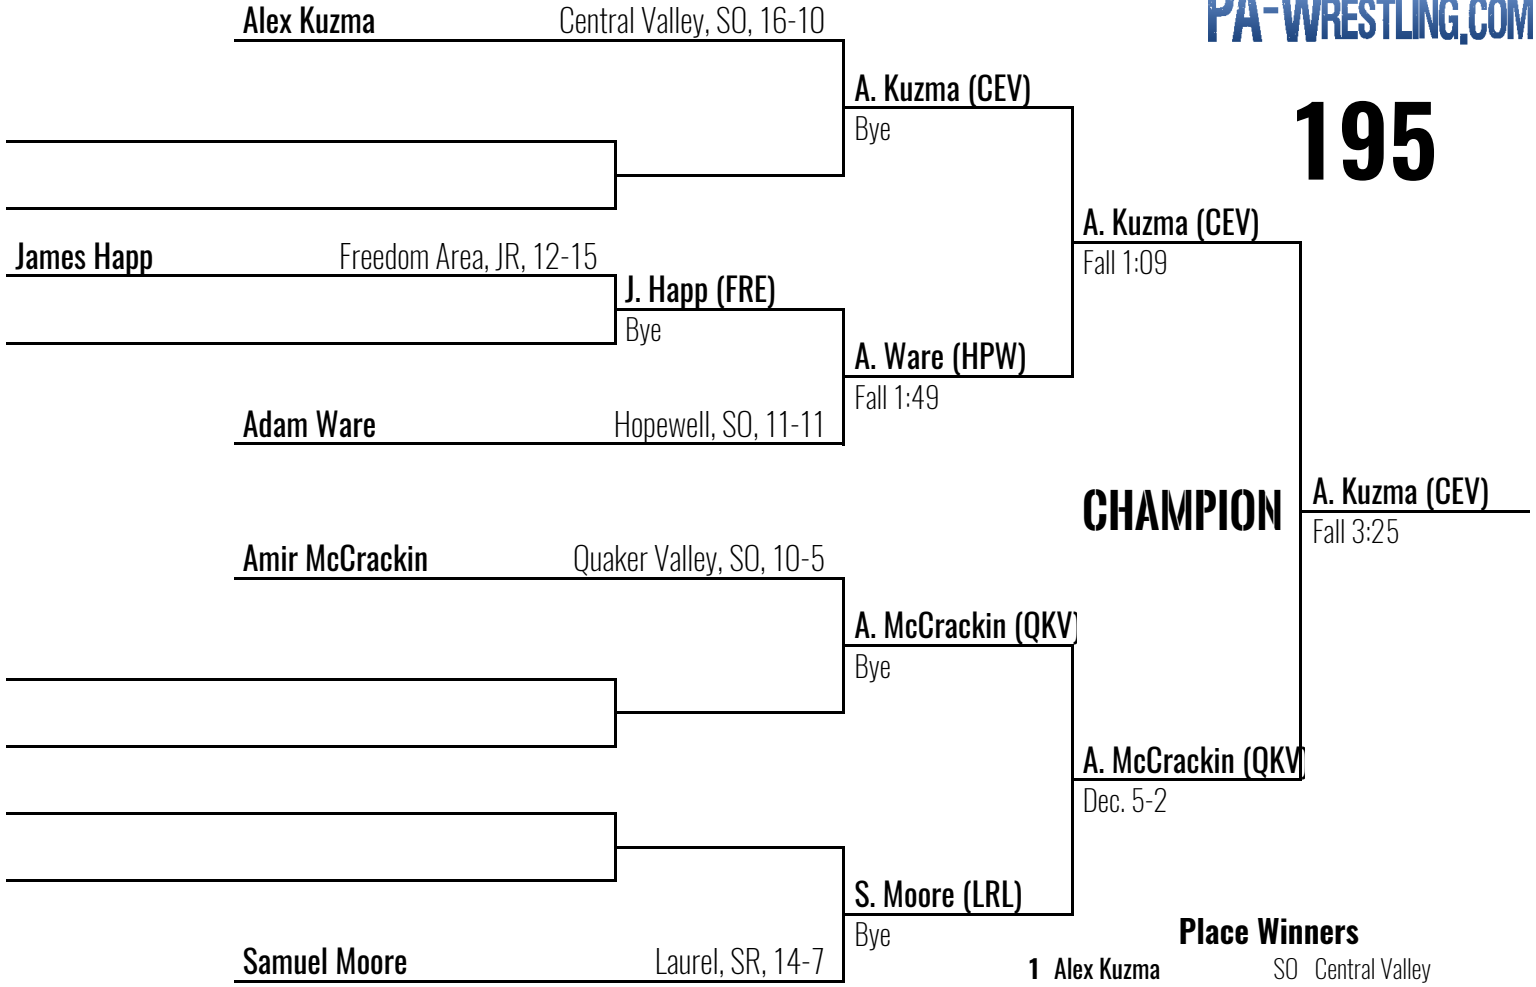 PA-WRESTLING.COM
195
Alex Kuzma Central Valley, SO, 16-10
A. Kuzma (CEV)
Bye
A. Kuzma (CEV)
Fall 1:09
James Happ Freedom Area, JR, 12-15
J. Happ (FRE)
Bye
A. Ware (HPW)
Fall 1:49
Adam Ware Hopewell, SO, 11-11
CHAMPION
A. Kuzma (CEV)
Fall 3:25
Amir McCrackin Quaker Valley, SO, 10-5
A. McCrackin (QKV)
Bye
A. McCrackin (QKV)
Dec. 5-2
S. Moore (LRL)
Bye
Samuel Moore Laurel, SR, 14-7
Place Winners
1 Alex Kuzma SO Central Valley